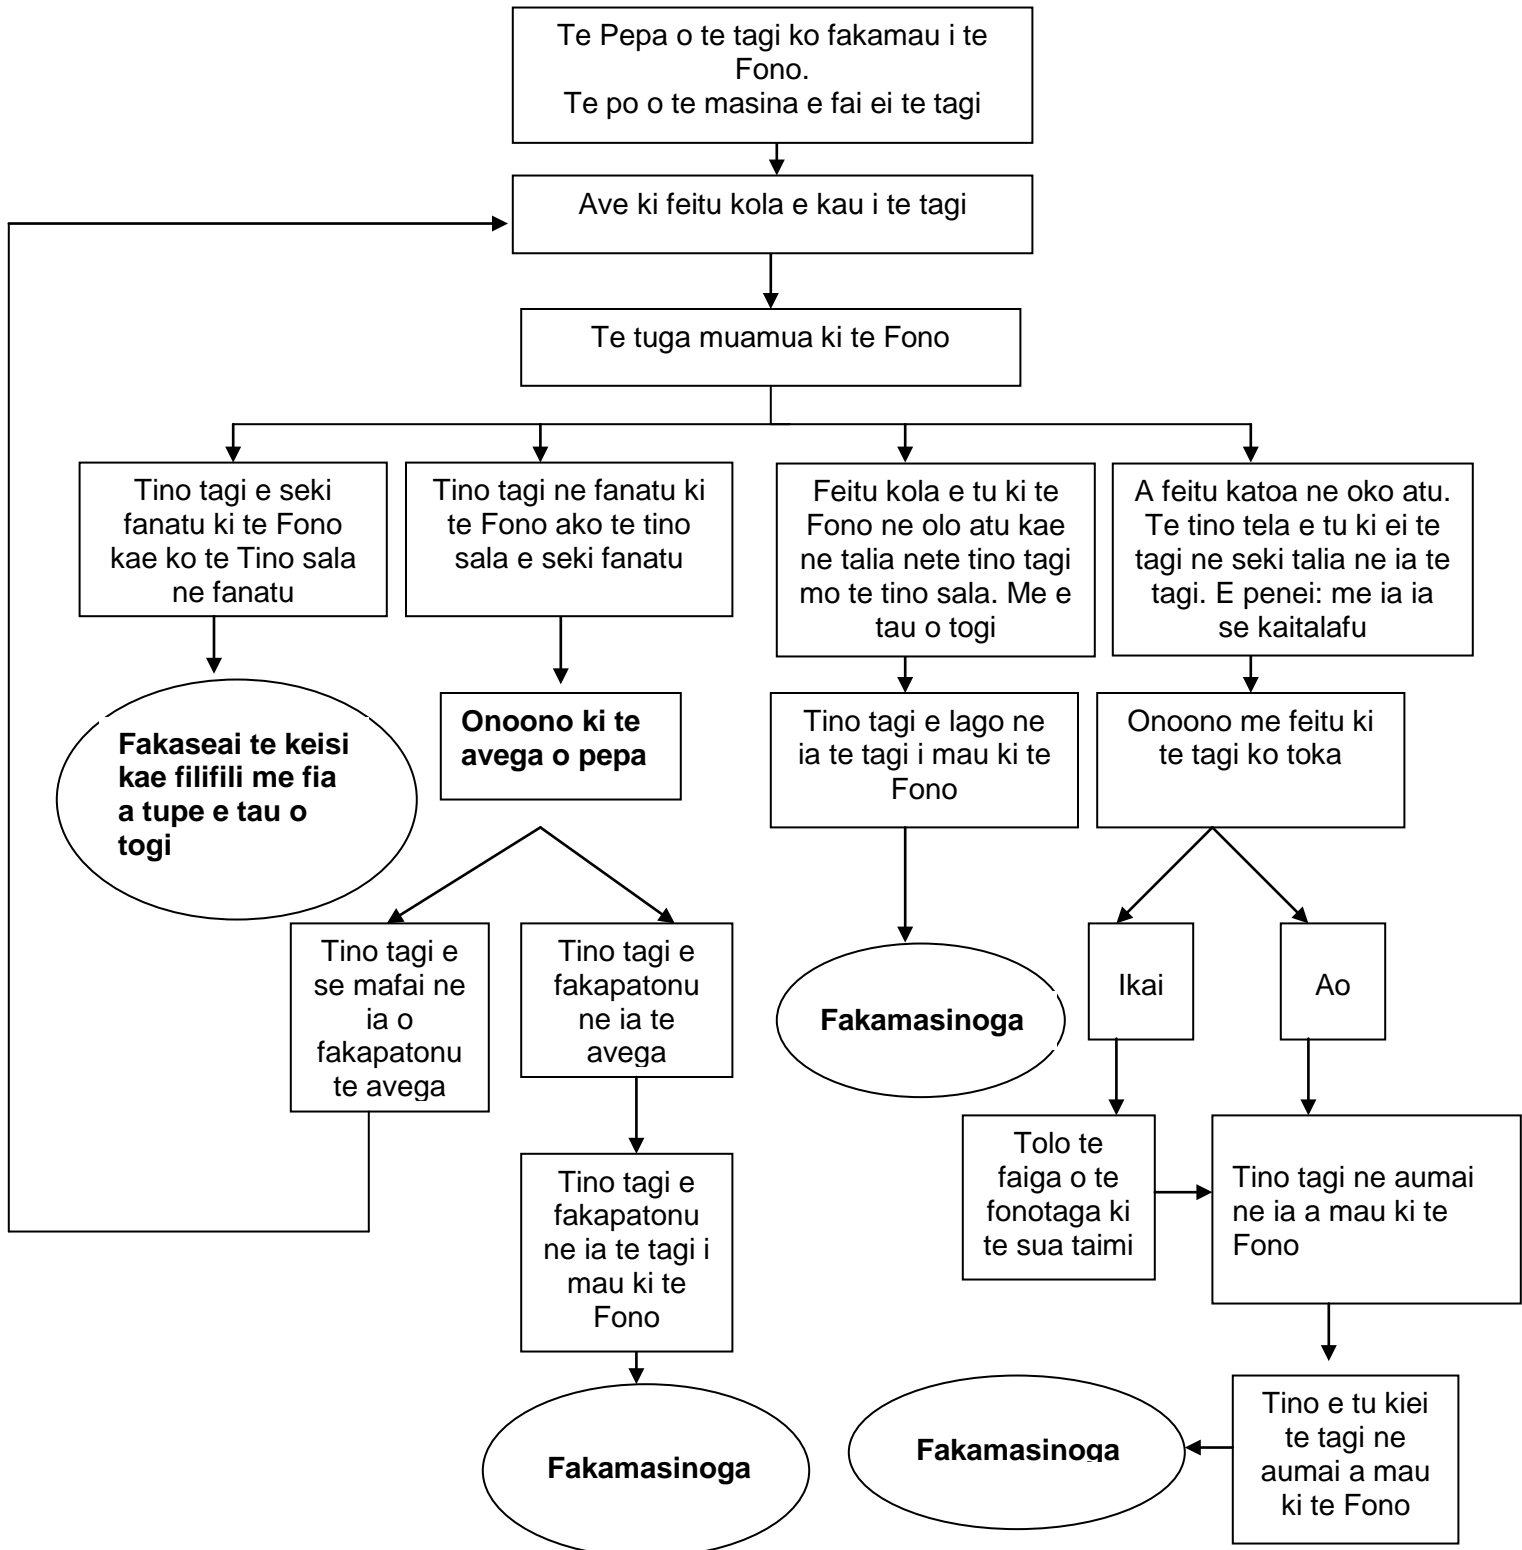 Te Pepa o te tagi ko fakamau i te
Fono.
Te po o te masina e fai ei te tagi
Ave ki feitu kola e kau i te tagi
Te tuga muamua ki te Fono
Tino tagi e seki
fanatu ki te Fono
kae ko te Tino sala
ne fanatu
Tino tagi ne fanatu ki
te Fono ako te tino
sala e seki fanatu
Feitu kola e tu ki te
Fono ne olo atu kae
ne talia nete tino tagi
mo te tino sala. Me e
tau o togi
A feitu katoa ne oko atu.
Te tino tela e tu ki ei te
tagi ne seki talia ne ia te
tagi. E penei: me ia ia
se kaitalafu
Fakaseai te keisi
kae filifili me fia
a tupe e tau o
togi
Onoono ki te
avega o pepa
Tino tagi e lago ne
ia te tagi i mau ki te
Fono
Onoono me feitu ki
te tagi ko toka
Tino tagi e
se mafai ne
ia o
fakapatonu
te avega
Tino tagi e
fakapatonu
ne ia te
avega
Fakamasinoga
Ikai
Ao
Tino tagi e
fakapatonu
ne ia te tagi i
mau ki te
Fono
Tolo te
faiga o te
fonotaga ki
te sua taimi
Tino tagi ne aumai
ne ia a mau ki te
Fono
Fakamasinoga
Fakamasinoga
Tino e tu kiei
te tagi ne
aumai a mau
ki te Fono